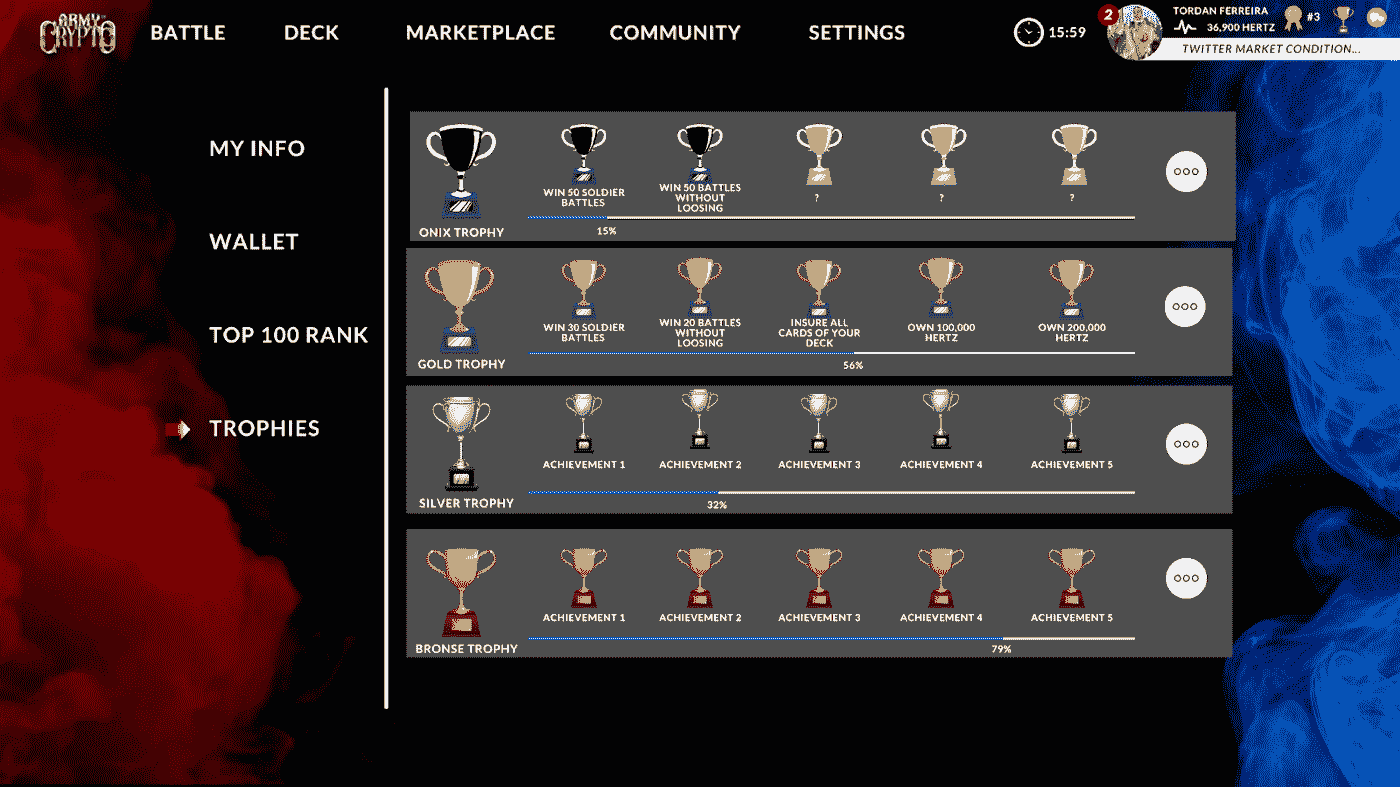 ARMY
CRYPTO
BATTLE
DECK
MARKETPLACE
COMMUNITY
SETTINGS
15:59
2
TORDAN FERREIRA
36,900 HERTZ
#3
TWITTER MARKET CONDITION...
MY INFO
WALLET
TOP 100 RANK
TROPHIES
ONIX TROPHY
WIN 50 SOLDIER
BATTLES
WIN 50 BATTLES
WITHOUT
LOOSING
?
?
?
15%
GOLD TROPHY
WIN 30 SOLDIER
BATTLES
WIN 20 BATTLES
WITHOUT
LOOSING
INSURE ALL
CARDS OF YOUR
DECK
OWN 100,000
HERTZ
OWN 200,000
HERTZ
56%
SILVER TROPHY
ACHIEVEMENT 1
ACHIEVEMENT 2
ACHIEVEMENT 3
ACHIEVEMENT 4
ACHIEVEMENT 5
32%
BRONSE TROPHY
ACHIEVEMENT 1
ACHIEVEMENT 2
ACHIEVEMENT 3
ACHIEVEMENT 4
ACHIEVEMENT 5
79%